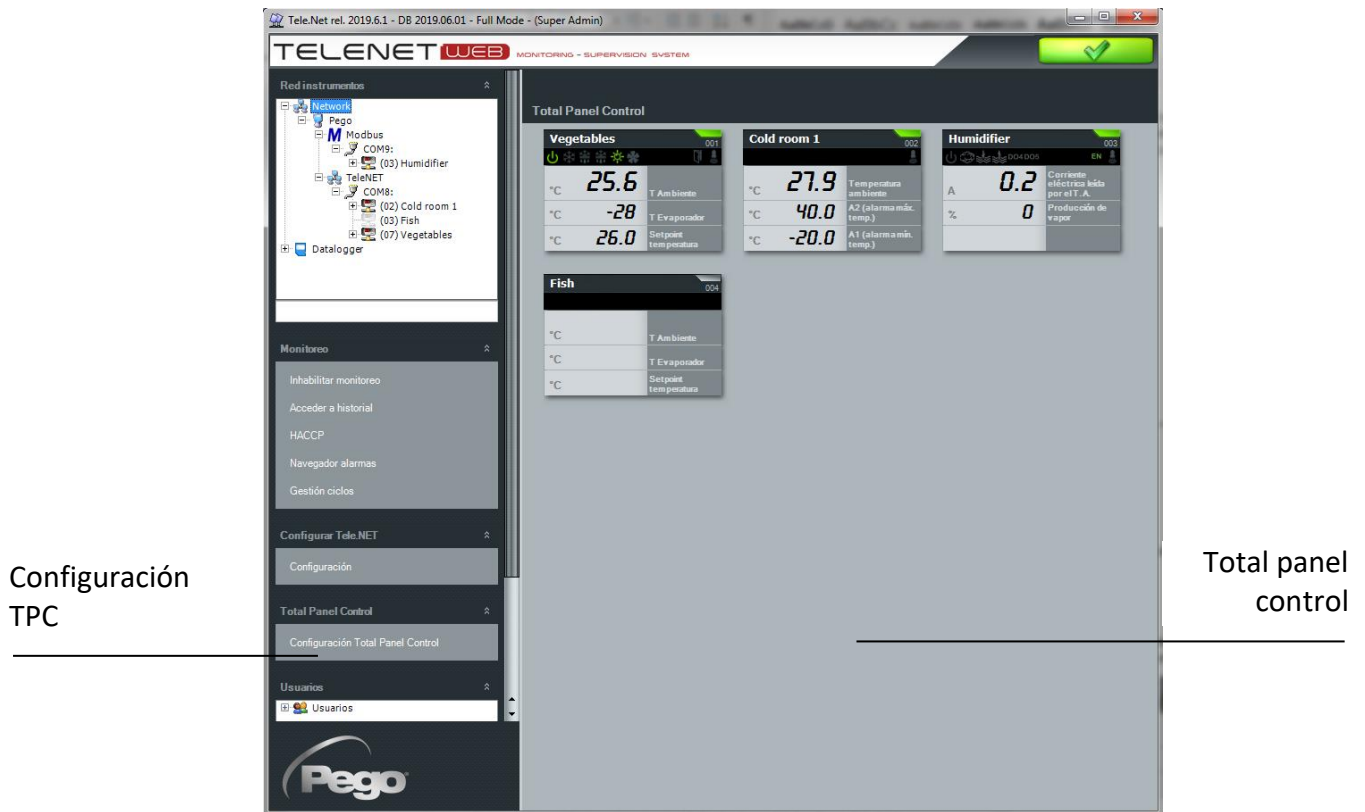 Tele.Net rel. 2019.6.1 - DB 2019.06.01 - Full Mode - (Super Admin)
TELENET WEB MONITORING - SUPERVISION SYSTEM
Red instrumentos
Network
Pego
Modbus
COM9:
(03) Humidifier
TeleNET
COM8:
(02) Cold room 1
(03) Fish
(07) Vegetables
Datalogger
Monitoreo
Inhabilitar monitoreo
Acceder a historial
HACCP
Navegador alarmas
Gestión ciclos
Configurar Tele.NET
Configuración
Total Panel Control
Configuración Total Panel Control
Usuarios
Usuarios
Pego
Total Panel Control
Vegetables 001
°C 25.6 T Ambiente
°C -28 T Evaporador
°C 26.0 Setpoint
temperatura
Cold room 1 002
°C 27.9 Temperatura
ambiente
°C 40.0 A2 (alarma máx.
temp.)
°C -20.0 A1 (alarma mín.
temp.)
Humidifier 003
004 005 EN
A 0.2 Corriente
eléctrica leída
por el T. A.
% 0 Producción de
vapor
Fish 004
°C T Ambiente
°C T Evaporador
°C Setpoint
temperatura
Configuración
TPC
Total panel
control